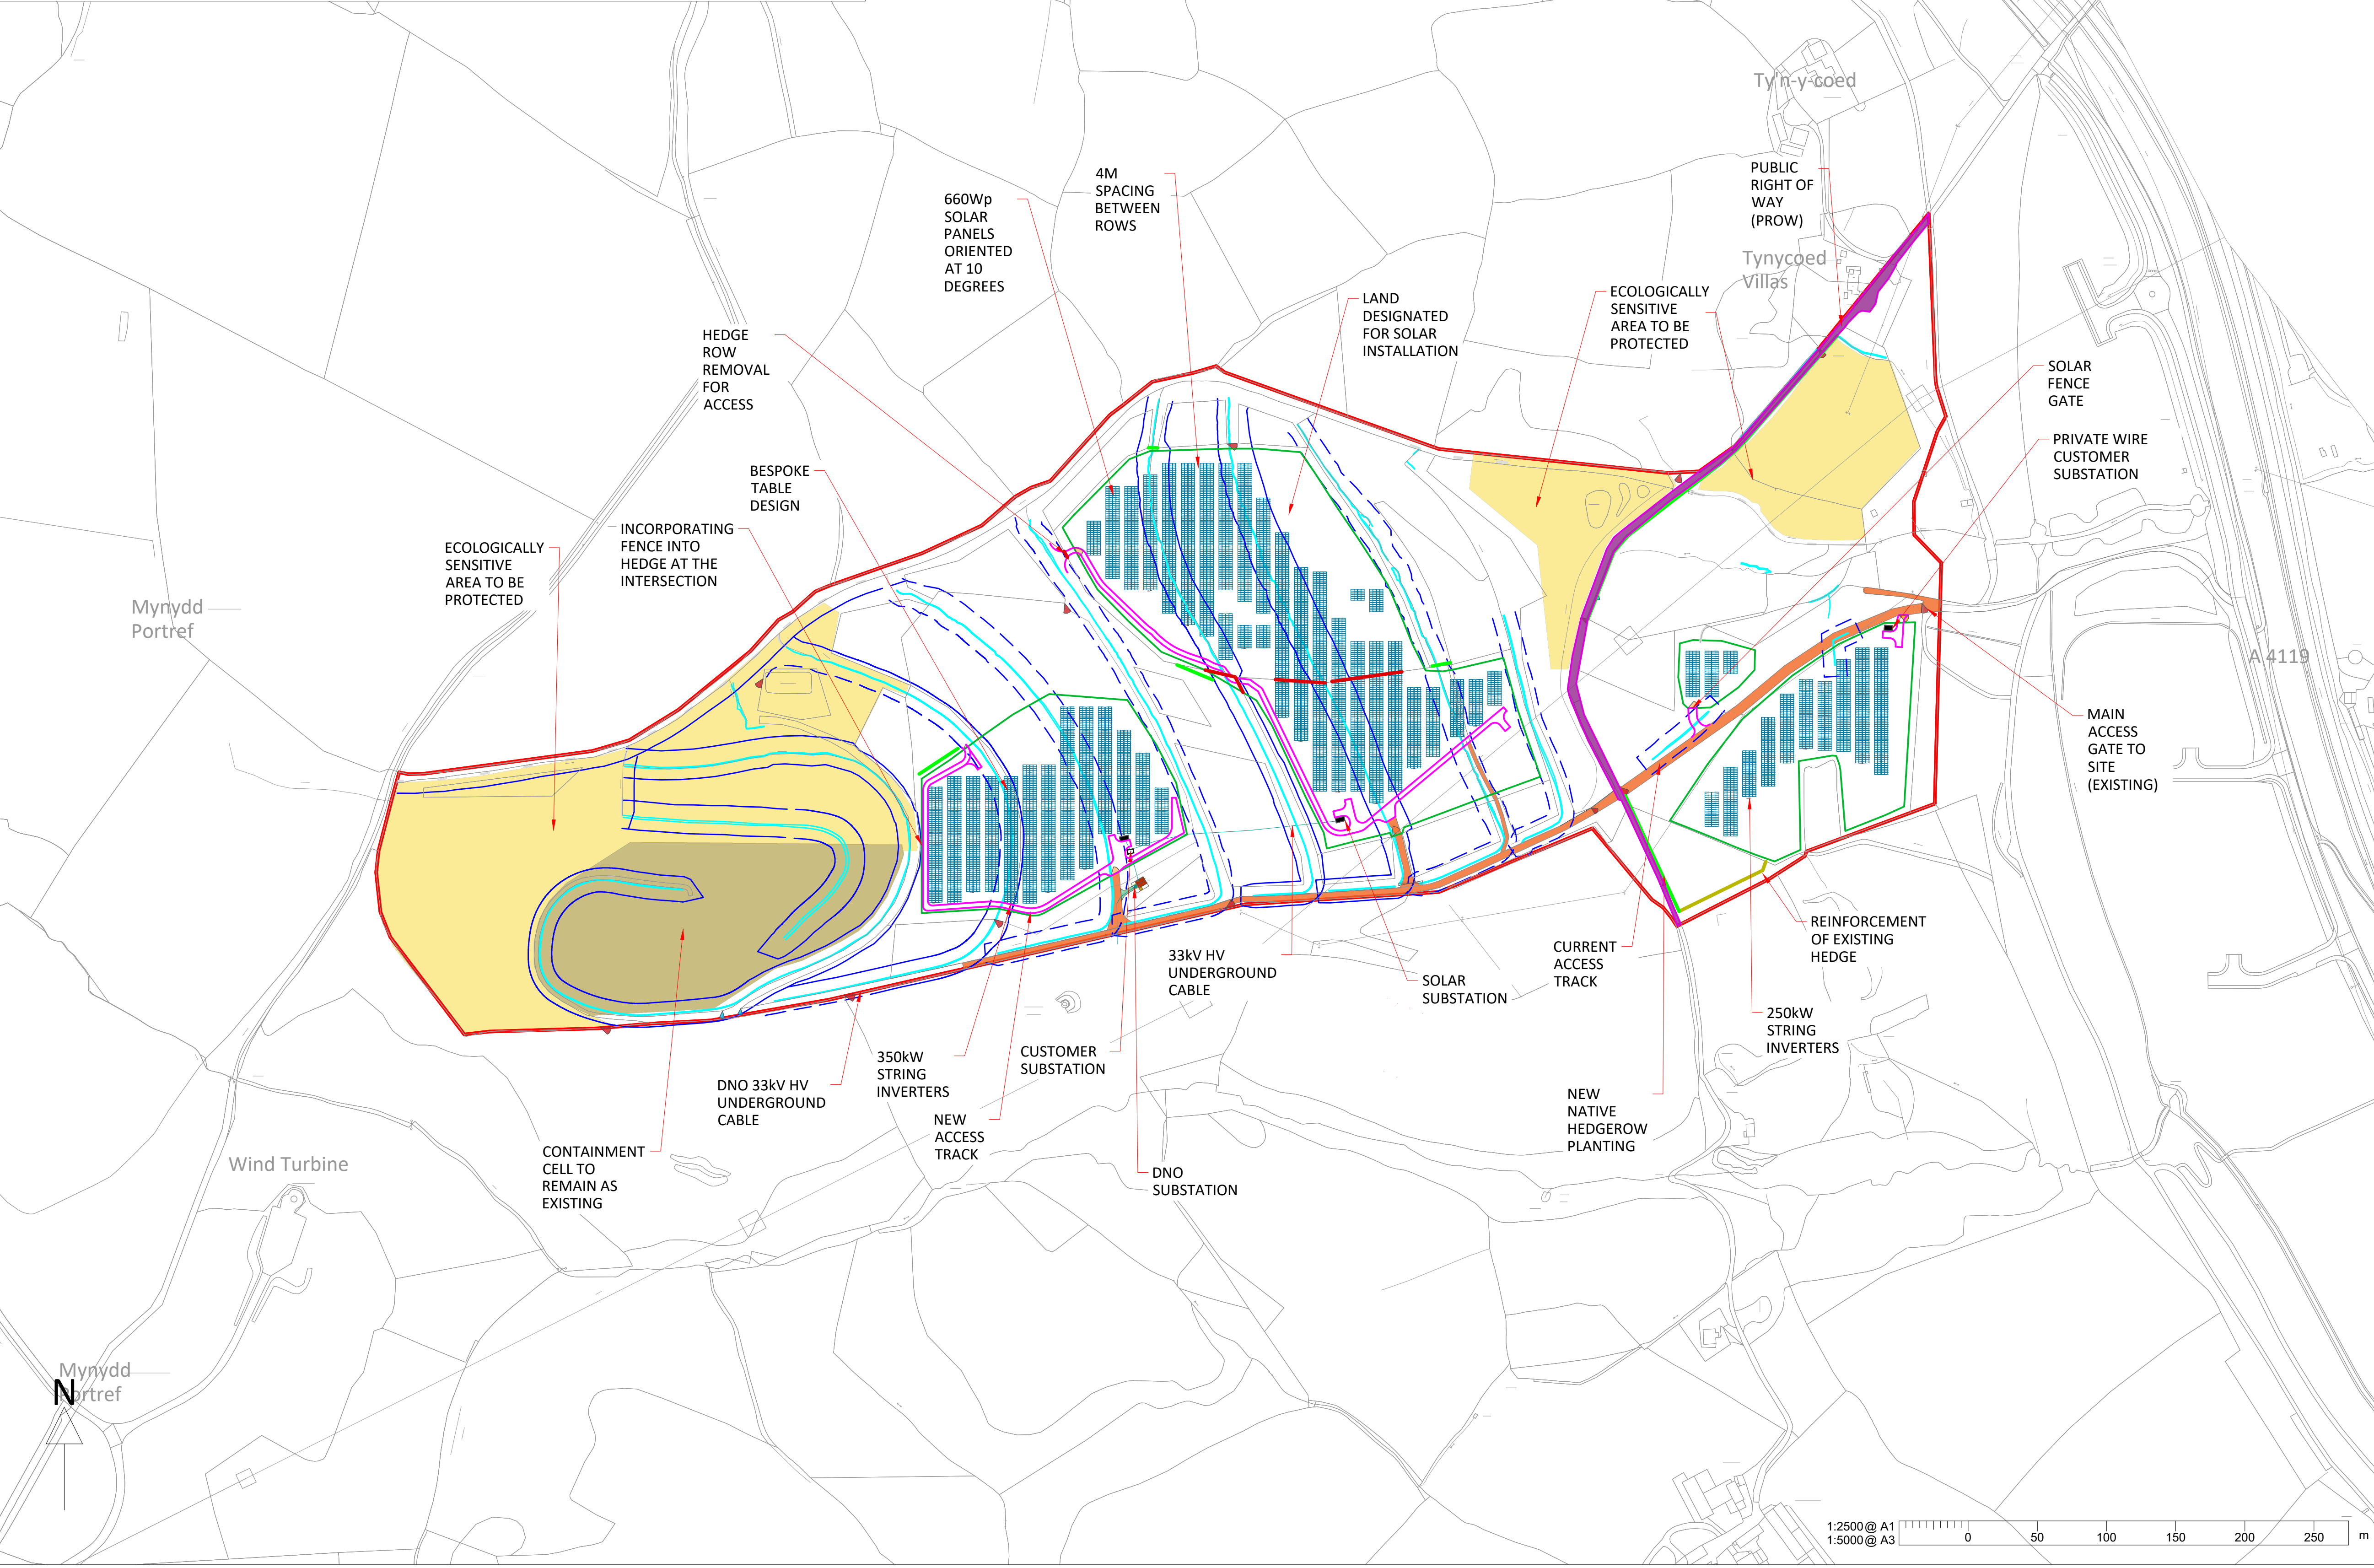 Ty'n-y-coed
PUBLIC
RIGHT OF
WAY
(PROW)
4M
SPACING
BETWEEN
ROWS
660Wp
SOLAR
PANELS
ORIENTED
AT 10
DEGREES
Tynycoed
Villas
LAND
DESIGNATED
FOR SOLAR
INSTALLATION
ECOLOGICALLY
SENSITIVE
AREA TO BE
PROTECTED
HEDGE
ROW
REMOVAL
FOR
ACCESS
SOLAR
FENCE
GATE
PRIVATE WIRE
CUSTOMER
SUBSTATION
BESPOKE
TABLE
DESIGN
INCORPORATING
FENCE INTO
HEDGE AT THE
INTERSECTION
ECOLOGICALLY
SENSITIVE
AREA TO BE
PROTECTED
Mynydd
Portref
A 4119
MAIN
ACCESS
GATE TO
SITE
(EXISTING)
REINFORCEMENT
OF EXISTING
HEDGE
CURRENT
ACCESS
TRACK
33kV HV
UNDERGROUND
CABLE
SOLAR
SUBSTATION
250kW
STRING
INVERTERS
CUSTOMER
SUBSTATION
350kW
STRING
INVERTERS
DNO 33kV HV
UNDERGROUND
CABLE
NEW
NATIVE
HEDGEROW
PLANTING
NEW
ACCESS
TRACK
CONTAINMENT
CELL TO
REMAIN AS
EXISTING
DNO
SUBSTATION
Wind Turbine
Mynydd
Portref
N
1:2500 @ A1
1:5000 @ A3
0 50 100 150 200 250 m